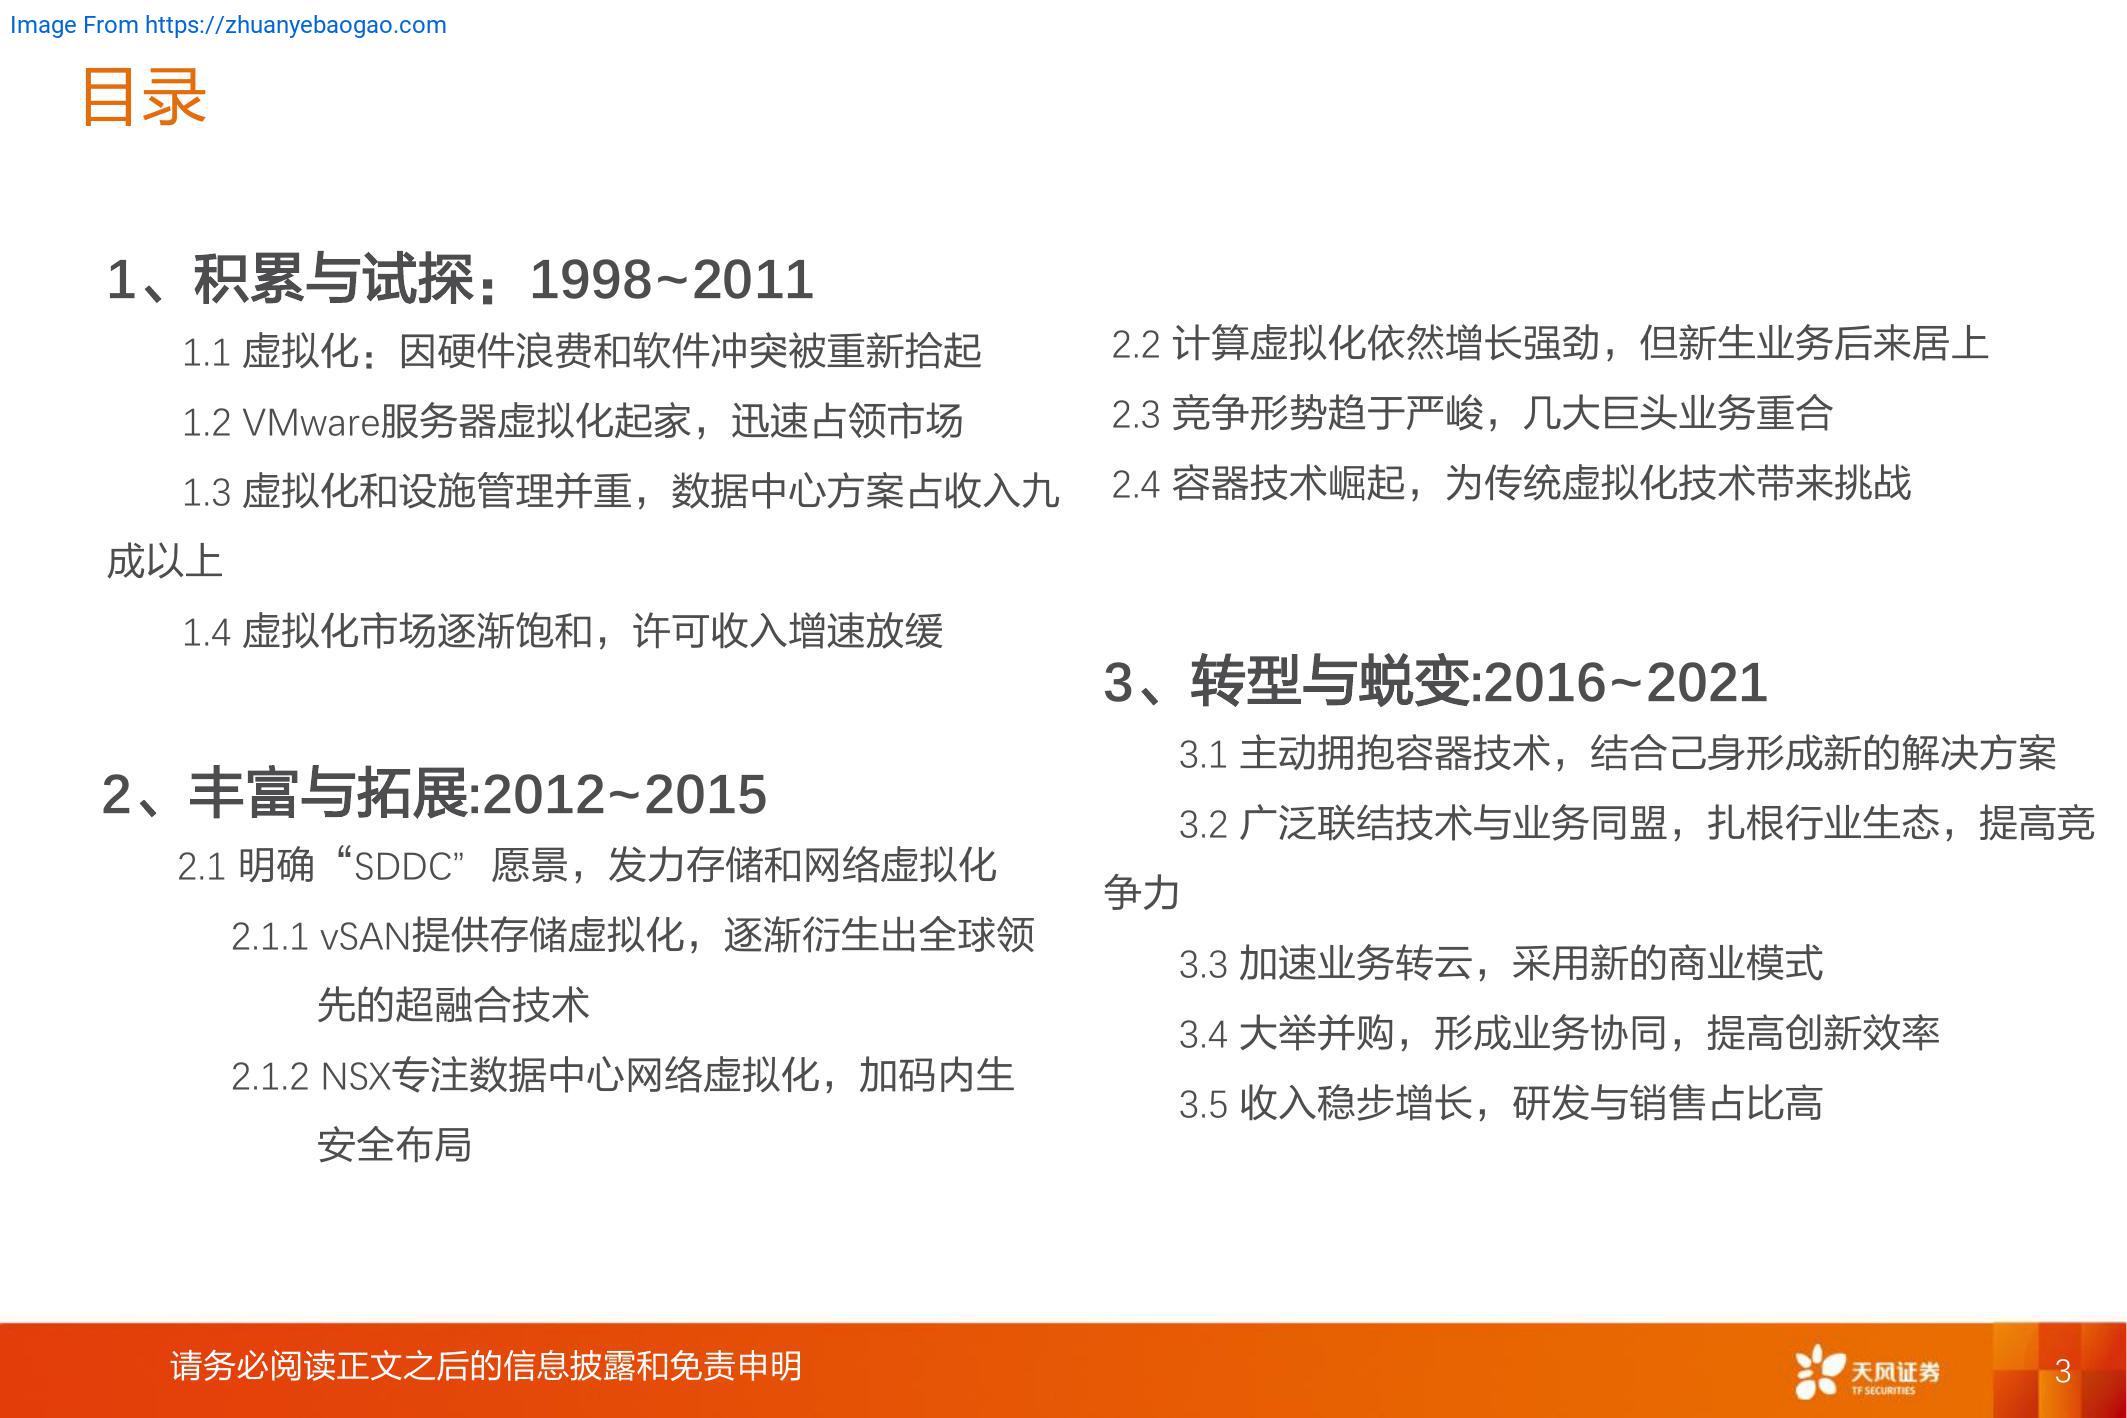 Image From https://zhuanyebaogao.com
目录
1、积累与试探：1998~2011
1.1 虚拟化：因硬件浪费和软件冲突被重新拾起
1.2 VMware服务器虚拟化起家，迅速占领市场
1.3 虚拟化和设施管理并重，数据中心方案占收入九
成以上
1.4 虚拟化市场逐渐饱和，许可收入增速放缓
2、丰富与拓展:2012~2015
2.1 明确“SDDC”愿景，发力存储和网络虚拟化
2.1.1 vSAN提供存储虚拟化，逐渐衍生出全球领
先的超融合技术
2.1.2 NSX专注数据中心网络虚拟化，加码内生
安全布局
2.2 计算虚拟化依然增长强劲，但新生业务后来居上
2.3 竞争形势趋于严峻，几大巨头业务重合
2.4 容器技术崛起，为传统虚拟化技术带来挑战
3、转型与蜕变:2016~2021
3.1 主动拥抱容器技术，结合己身形成新的解决方案
3.2 广泛联结技术与业务同盟，扎根行业生态，提高竞
争力
3.3 加速业务转云，采用新的商业模式
3.4 大举并购，形成业务协同，提高创新效率
3.5 收入稳步增长，研发与销售占比高
请务必阅读正文之后的信息披露和免责申明
天风证券
TF SECURITIES
3